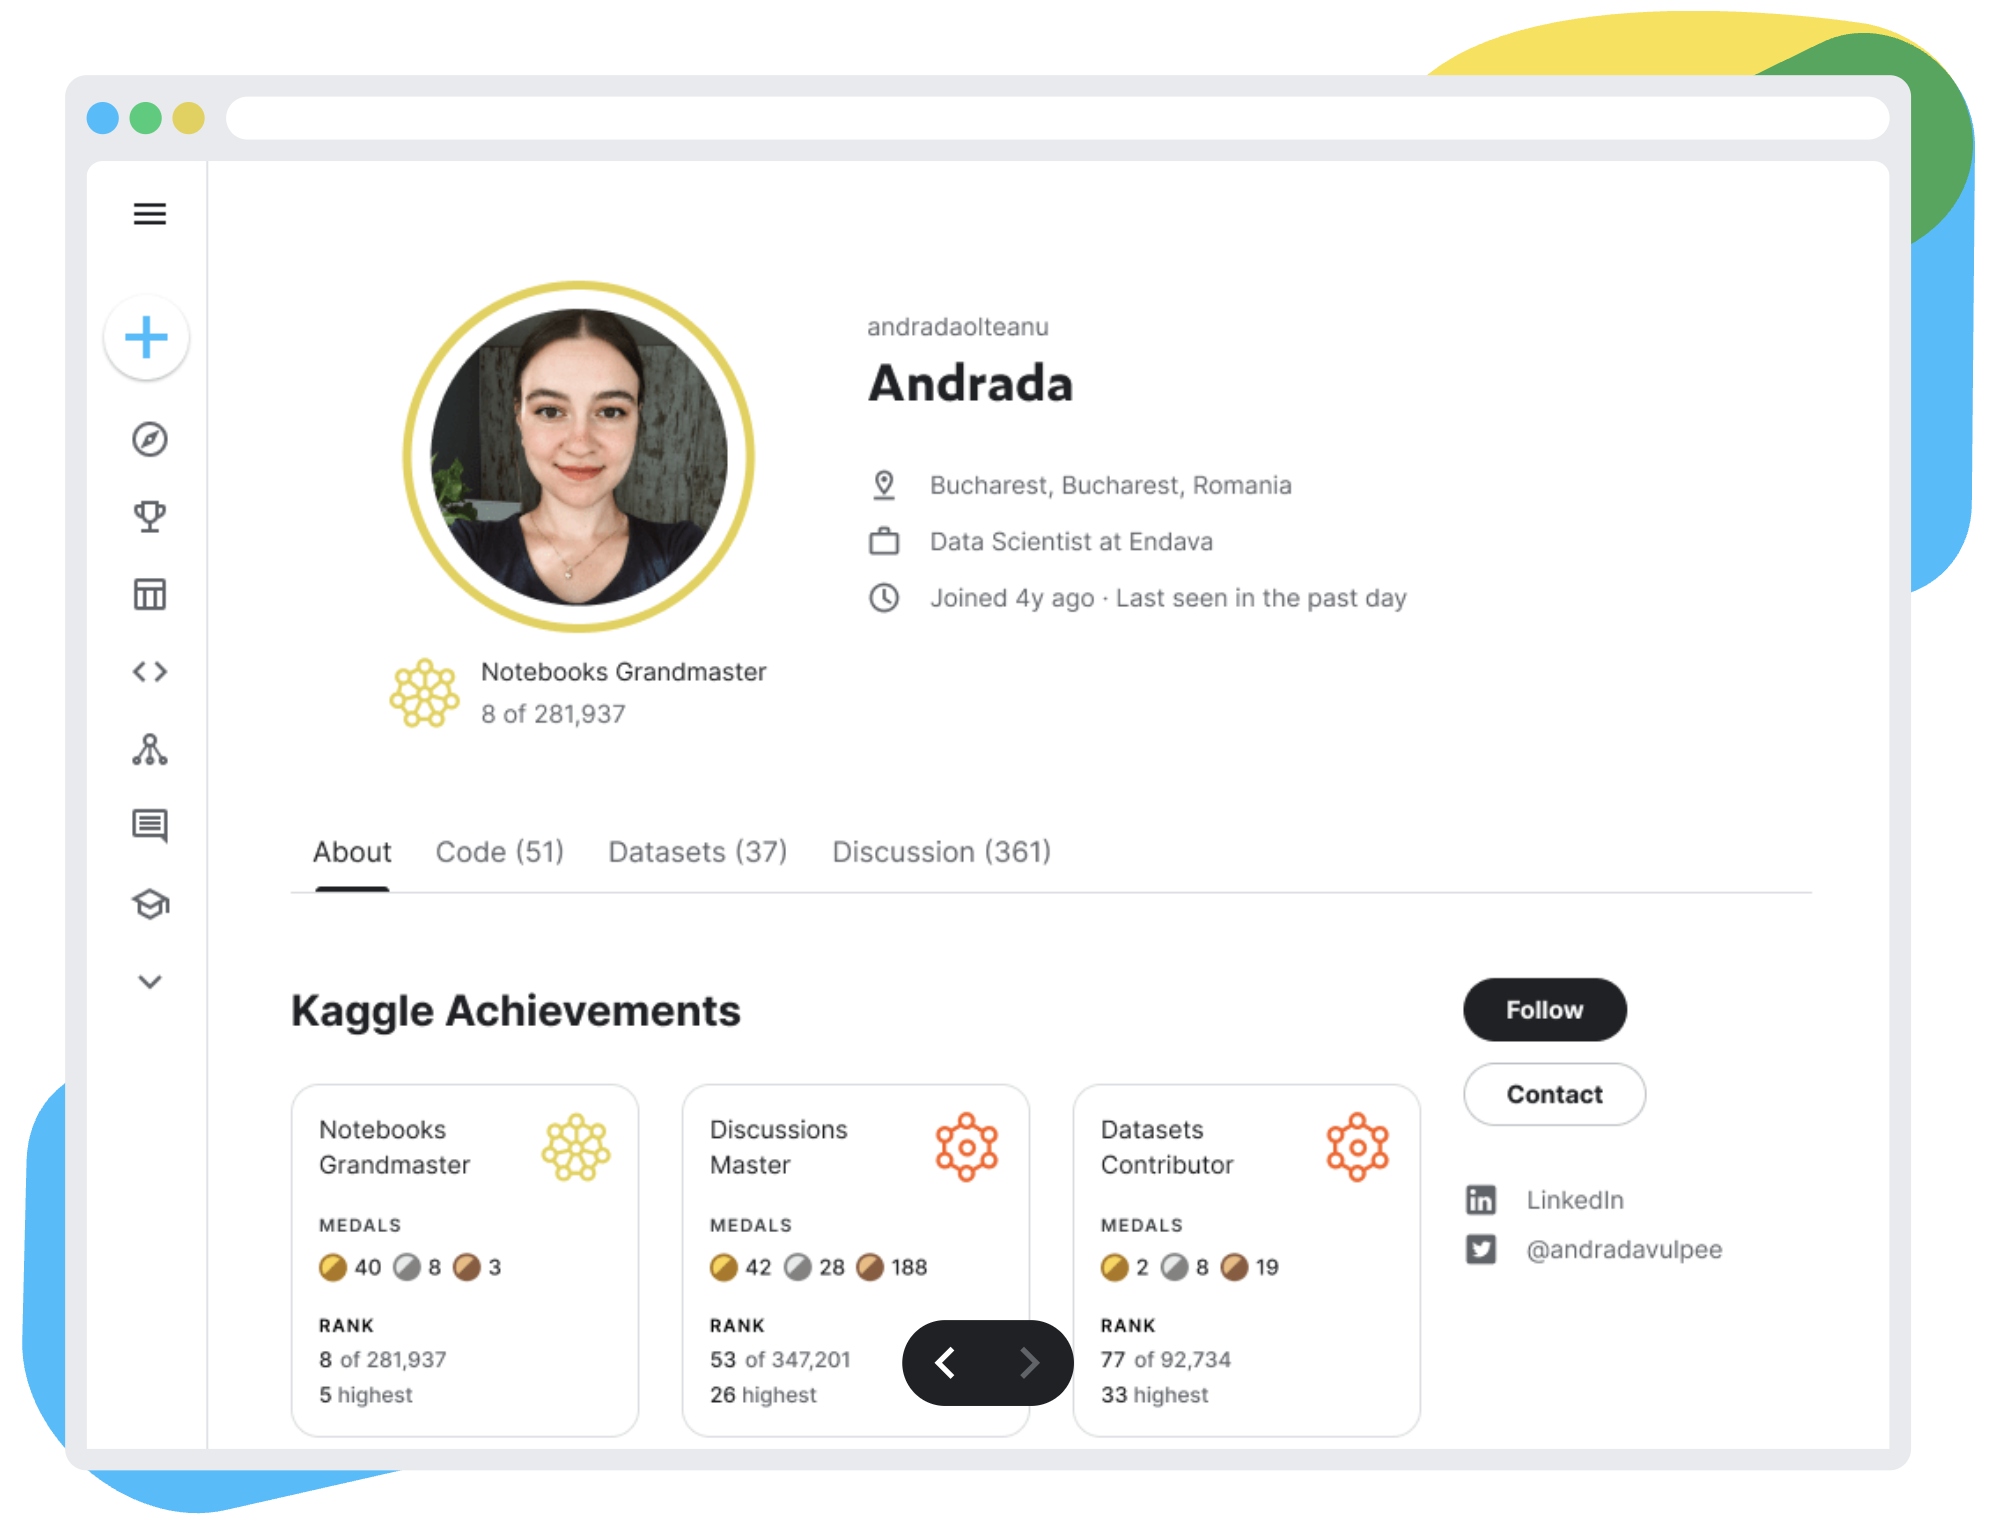 andradaolteanu
Andrada
Bucharest, Bucharest, Romania
Data Scientist at Endava
Joined 4y ago · Last seen in the past day
Notebooks Grandmaster
8 of 281,937
About Code (51) Datasets (37) Discussion (361)
Kaggle Achievements
Notebooks
Grandmaster
MEDALS
40 8 3
RANK
8 of 281,937
5 highest
Discussions
Master
MEDALS
42 28 188
RANK
53 of 347,201
26 highest
Datasets
Contributor
MEDALS
2 8 19
RANK
77 of 92,734
33 highest
Follow
Contact
in LinkedIn
@andradavulpee